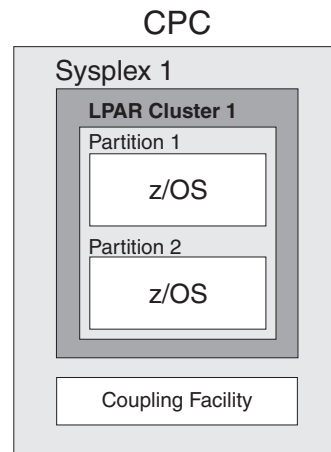 CPC
Sysplex 1
LPAR Cluster 1
Partition 1
z/OS
Partition 2
z/OS
Coupling Facility